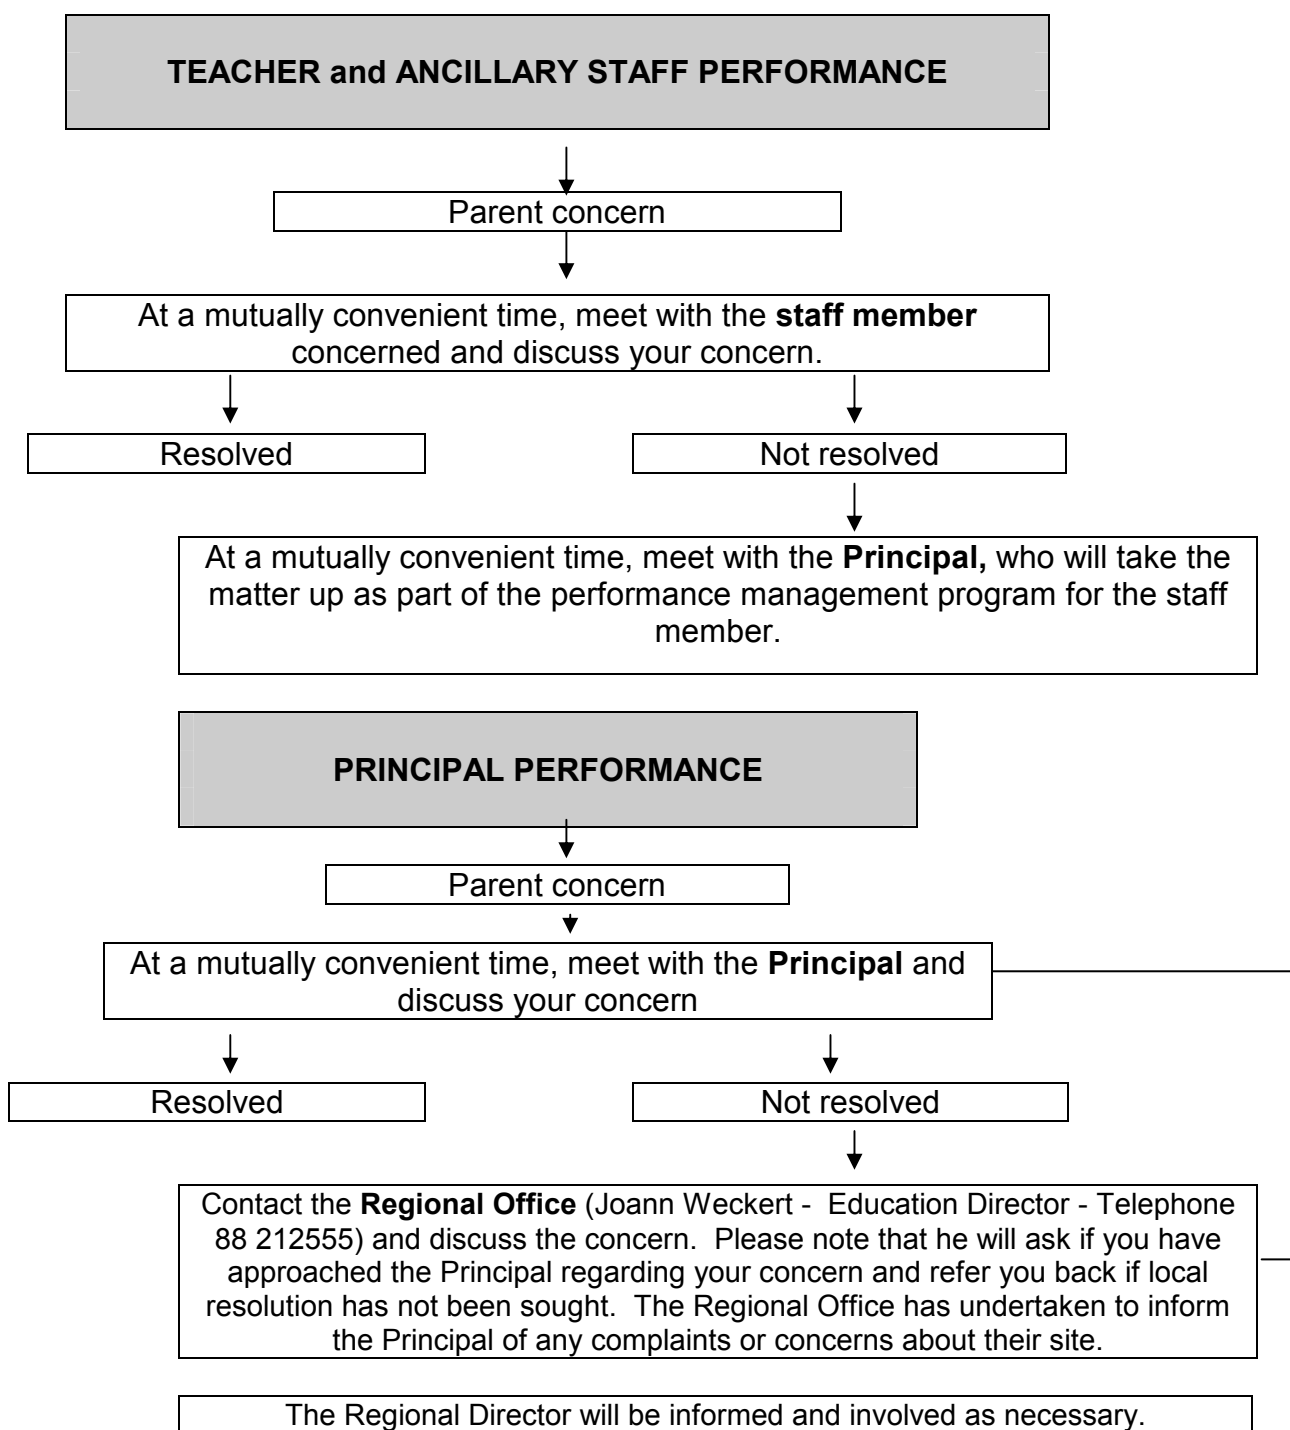 TEACHER and ANCILLARY STAFF PERFORMANCE
Parent concern
At a mutually convenient time, meet with the staff member
concerned and discuss your concern.
Resolved
Not resolved
At a mutually convenient time, meet with the Principal, who will take the
matter up as part of the performance management program for the staff
member.
PRINCIPAL PERFORMANCE
Parent concern
At a mutually convenient time, meet with the Principal and
discuss your concern
Resolved
Not resolved
Contact the Regional Office (Joann Weckert - Education Director - Telephone
88 212555) and discuss the concern. Please note that he will ask if you have
approached the Principal regarding your concern and refer you back if local
resolution has not been sought. The Regional Office has undertaken to inform
the Principal of any complaints or concerns about their site.
The Regional Director will be informed and involved as necessary.